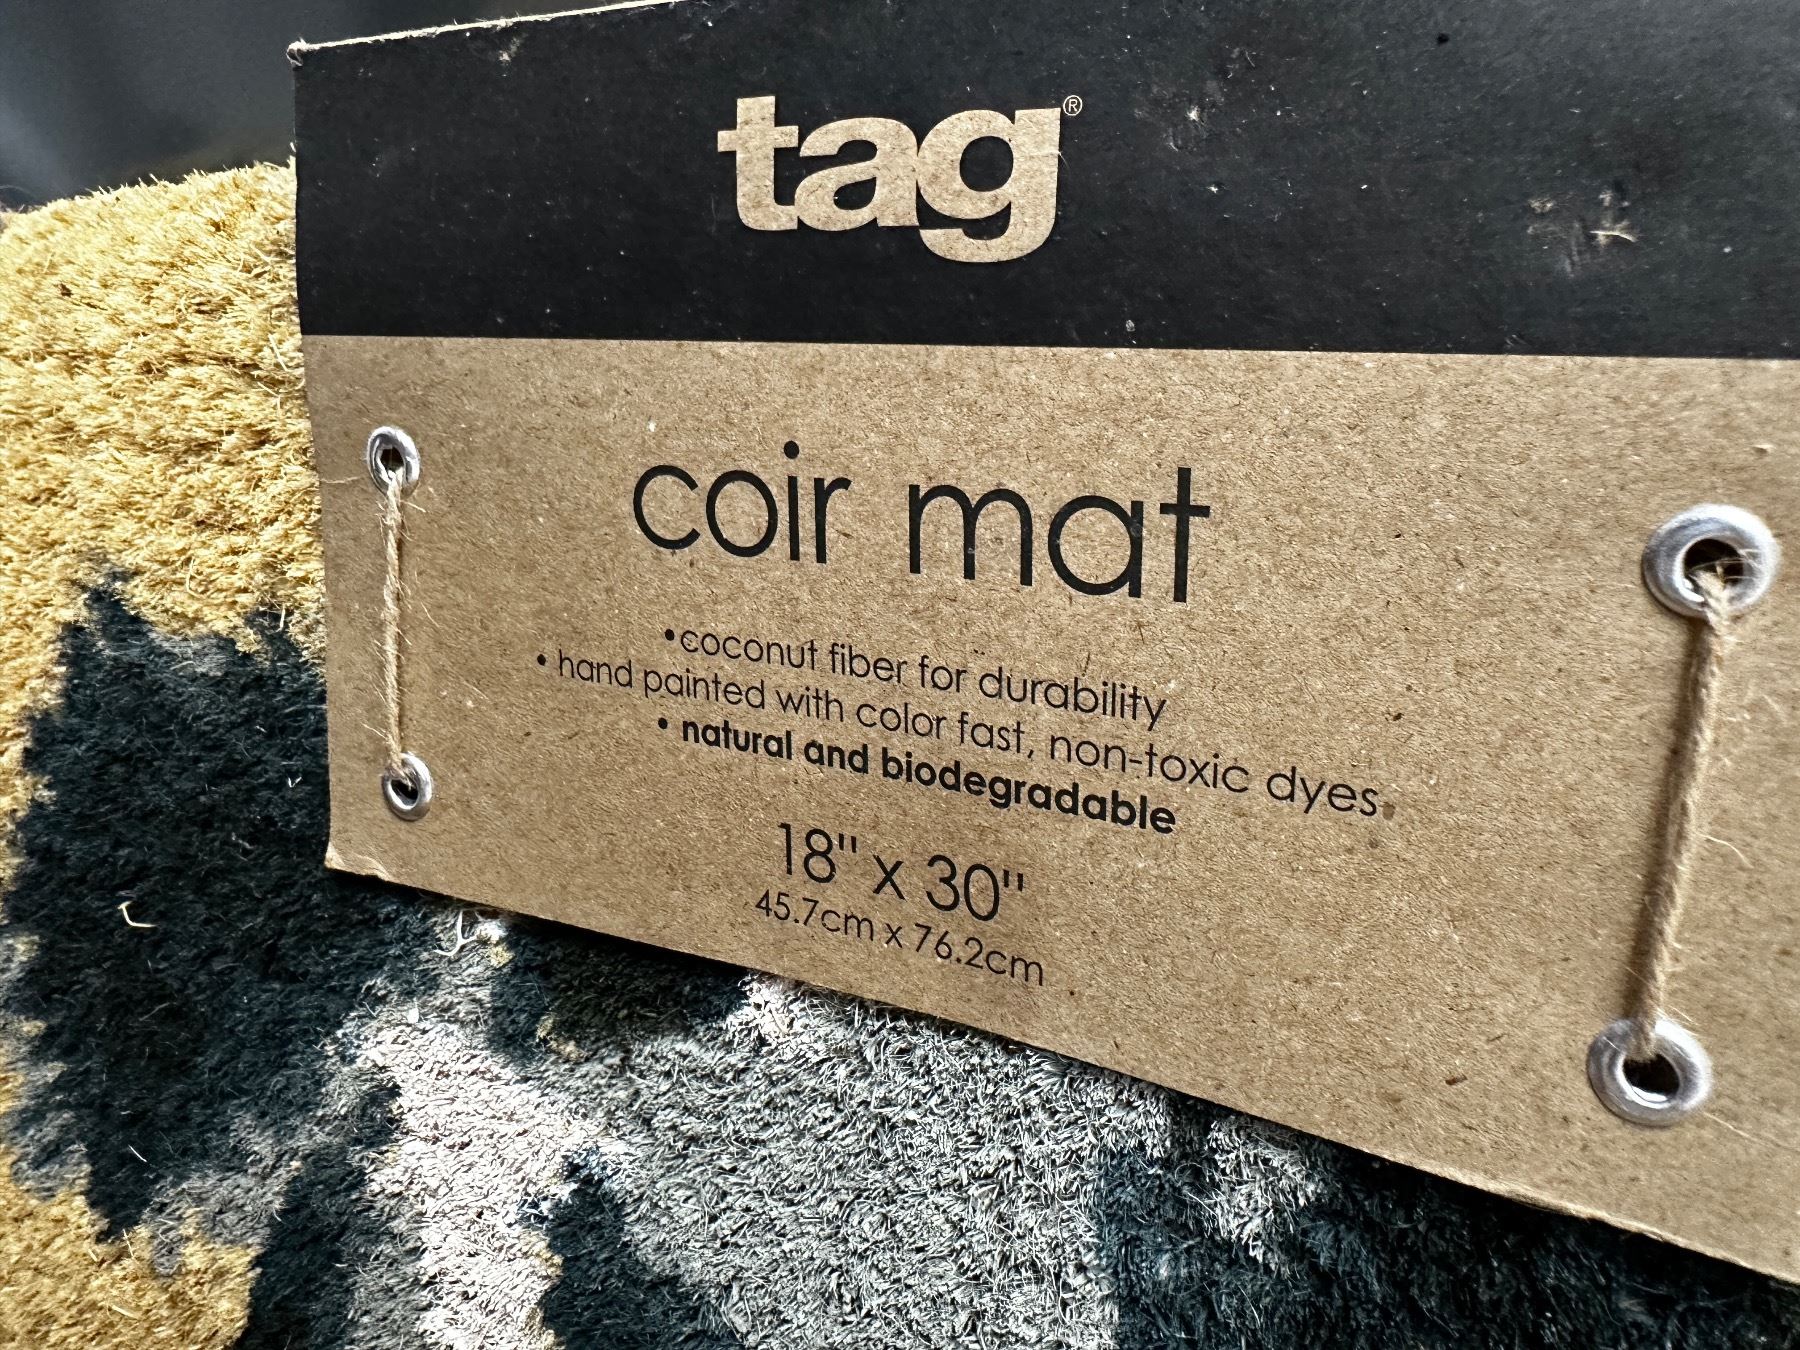 tag®
coir mat
•coconut fiber for durability
• hand painted with color fast, non-toxic dyes
• natural and biodegradable
18" x 30"
45.7cm x 76.2cm